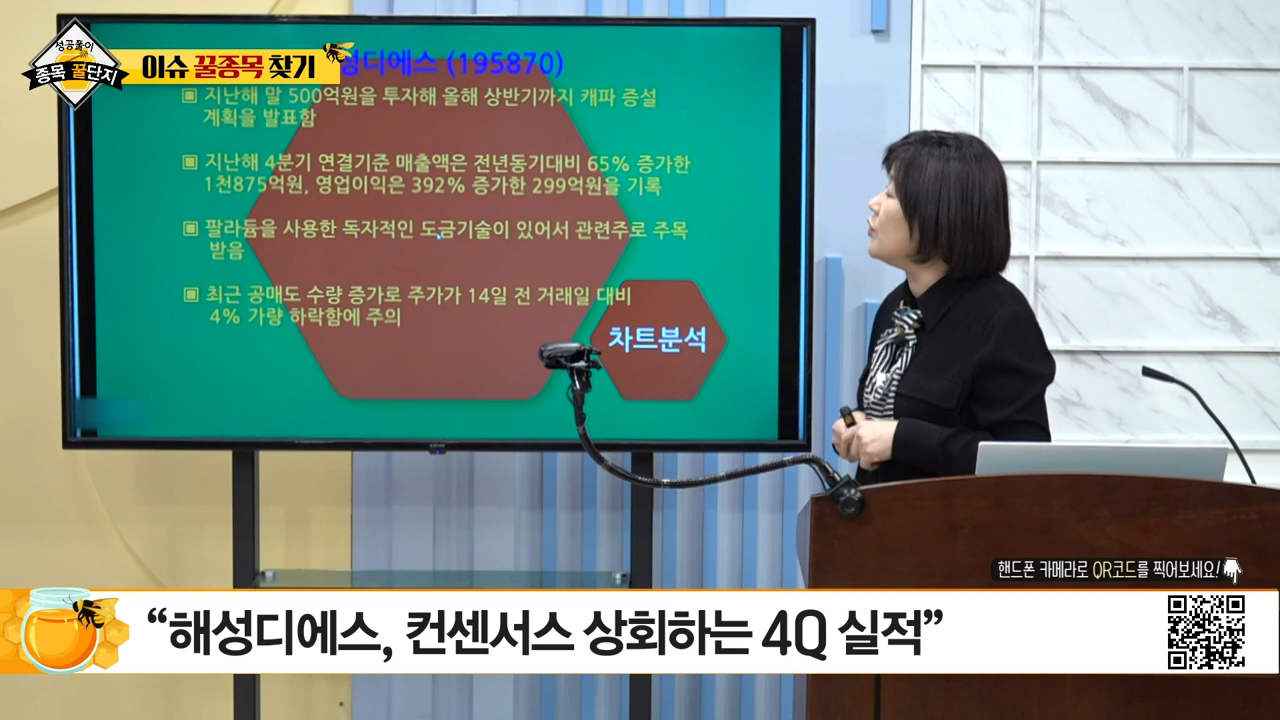 성공풀이
종목 꿀단지
이슈 꿀종목 찾기
성디에스 (195870)
▣ 지난해 말 500억원을 투자해 올해 상반기까지 캐파 증설
계획을 발표함
▣ 지난해 4분기 연결기준 매출액은 전년동기대비 65% 증가한
1천875억원, 영업이익은 392% 증가한 299억원을 기록
▣ 팔라듐을 사용한 독자적인 도금기술이 있어서 관련주로 주목
받음
▣ 최근 공매도 수량 증가로 주가가 14일 전 거래일 대비
4% 가량 하락함에 주의
차트분석
핸드폰 카메라로 QR코드를 찍어보세요!
“해성디에스, 컨센서스 상회하는 4Q 실적”